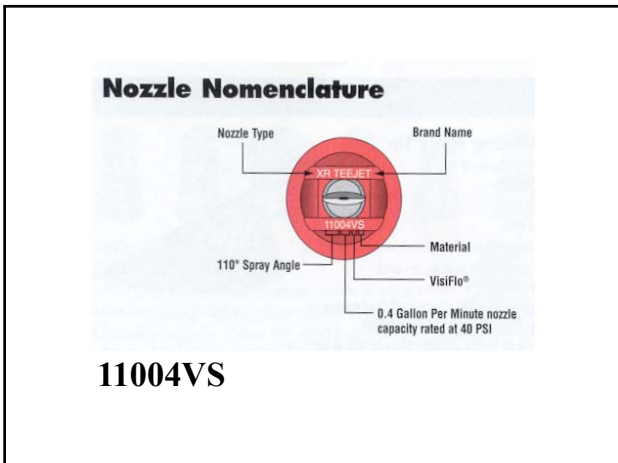 Nozzle Nomenclature
Nozzle Type
Brand Name
XR TEEJET
11004VS
Material
110° Spray Angle
VisiFlo®
0.4 Gallon Per Minute nozzle
capacity rated at 40 PSI
11004VS